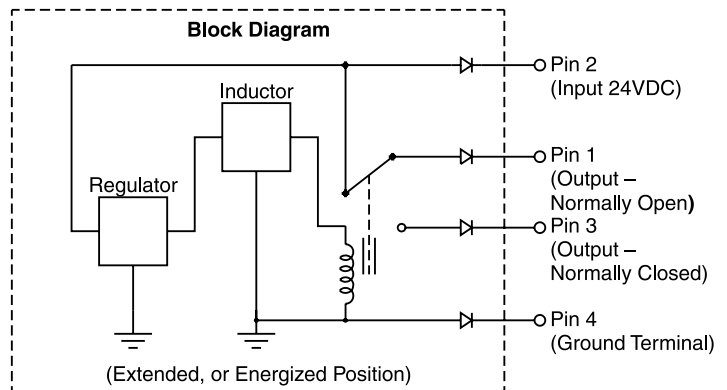 Block Diagram
Pin 2
(Input 24VDC)
Inductor
Pin 1
(Output –
Normally Open)
Regulator
Pin 3
(Output –
Normally Closed)
Pin 4
(Ground Terminal)
(Extended, or Energized Position)